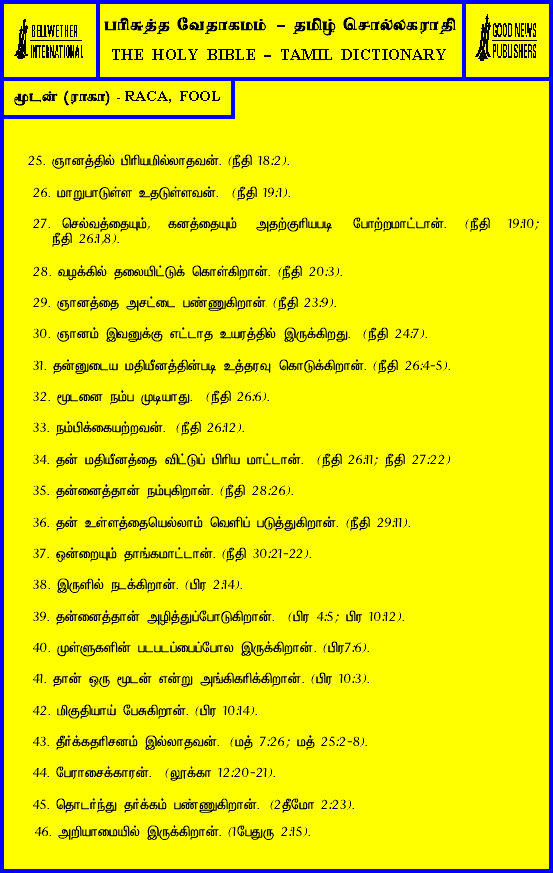 BELLWETHER
INTERNATIONAL
பரிசுத்த வேதாகமம் – தமிழ் சொல்லகராதி
THE HOLY BIBLE – TAMIL DICTIONARY
GOOD NEWS
PUBLISHERS
மூடன் (ராகா) - RACA, FOOL
25. ஞானத்தில் பிரியமில்லாதவன். (நீதி 18:2).
26. மாறுபாடுள்ள உதடுள்ளவன். (நீதி 19:1).
27. செல்வத்தையும், கனத்தையும் அதற்குரியபடி போற்றமாட்டான். (நீதி 19:10;
நீதி 26:1,8).
28. வழக்கில் தலையிட்டுக் கொள்கிறான். (நீதி 20:3).
29. ஞானத்தை அசட்டை பண்ணுகிறான். (நீதி 23:9).
30. ஞானம் இவனுக்கு எட்டாத உயரத்தில் இருக்கிறது. (நீதி 24:7).
31. தன்னுடைய மதியீனத்தின்படி உத்தரவு கொடுக்கிறான். (நீதி 26:4-5).
32. மூடனை நம்ப முடியாது. (நீதி 26:6).
33. நம்பிக்கையற்றவன். (நீதி 26:12).
34. தன் மதியீனத்தை விட்டுப் பிரிய மாட்டான். (நீதி 26:11; நீதி 27:22)
35. தன்னைத்தான் நம்புகிறான். (நீதி 28:26).
36. தன் உள்ளத்தையெல்லாம் வெளிப் படுத்துகிறான். (நீதி 29:11).
37. ஒன்றையும் தாங்கமாட்டான். (நீதி 30:21-22).
38. இருளில் நடக்கிறான். (பிர 2:14).
39. தன்னைத்தான் அழித்துப்போடுகிறான். (பிர 4:5; பிர 10:12).
40. முள்ளுகளின் படபடப்பைப்போல இருக்கிறான். (பிர7:6).
41. தான் ஒரு மூடன் என்று அங்கிகரிக்கிறான். (பிர 10:3).
42. மிகுதியாய் பேசுகிறான். (பிர 10:14).
43. தீர்க்கதரிசனம் இல்லாதவன். (மத் 7:26; மத் 25:2-8).
44. பேராசைக்காரன். (லூக்கா 12:20-21).
45. தொடர்ந்து தர்க்கம் பண்ணுகிறான். (2தீமோ 2:23).
46. அறியாமையில் இருக்கிறான். (1பேதுரு 2:15).